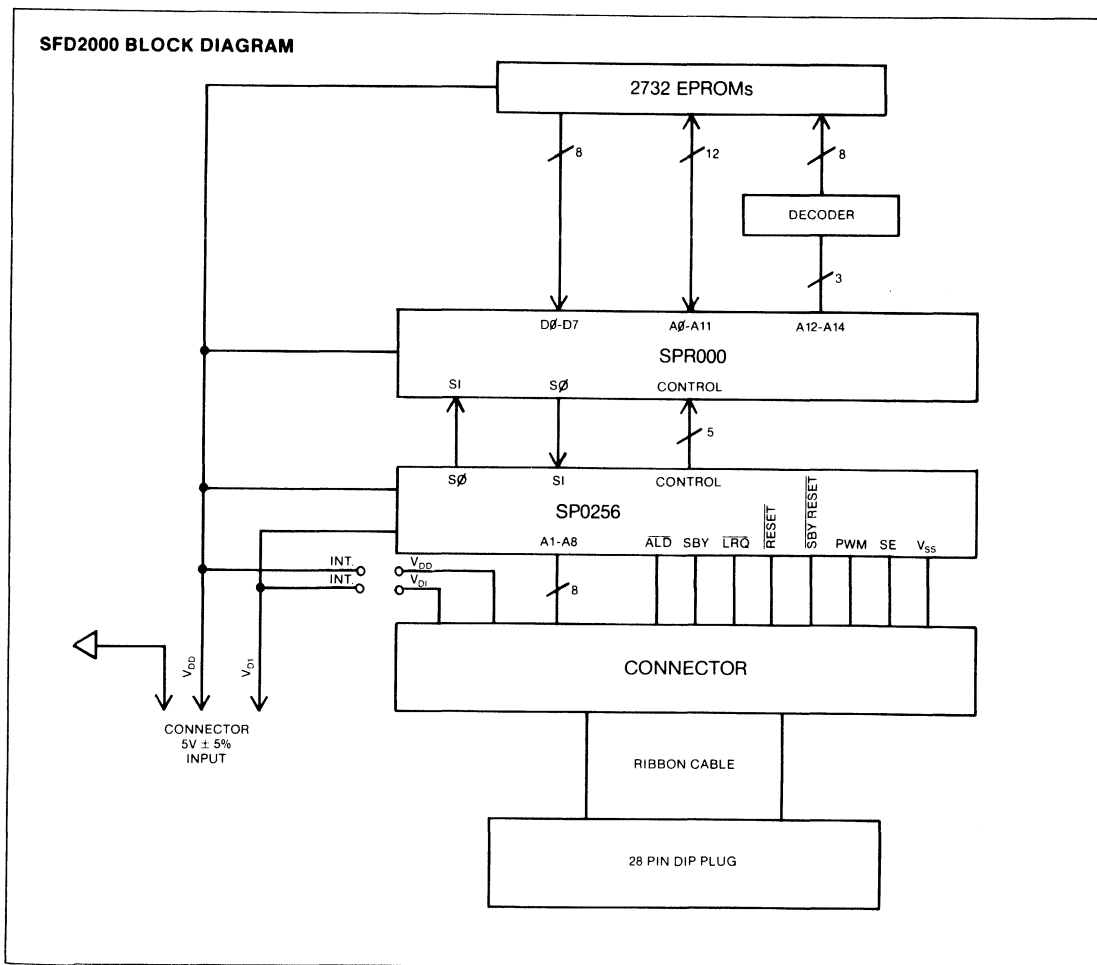 SFD2000 BLOCK DIAGRAM
2732 EPROMs
8
12
8
DECODER
3
DØ-D7
AØ-A11
A12-A14
SPR000
SI
SØ
CONTROL
5
SØ
SI
CONTROL
SP0256
A1-A8
ALD
SBY
LRQ
RESET
SBY RESET
PWM
SE
VSS
INT.
VDD
INT.
VDI
8
CONNECTOR
VDD
VDI
CONNECTOR
5V ± 5%
INPUT
RIBBON CABLE
28 PIN DIP PLUG